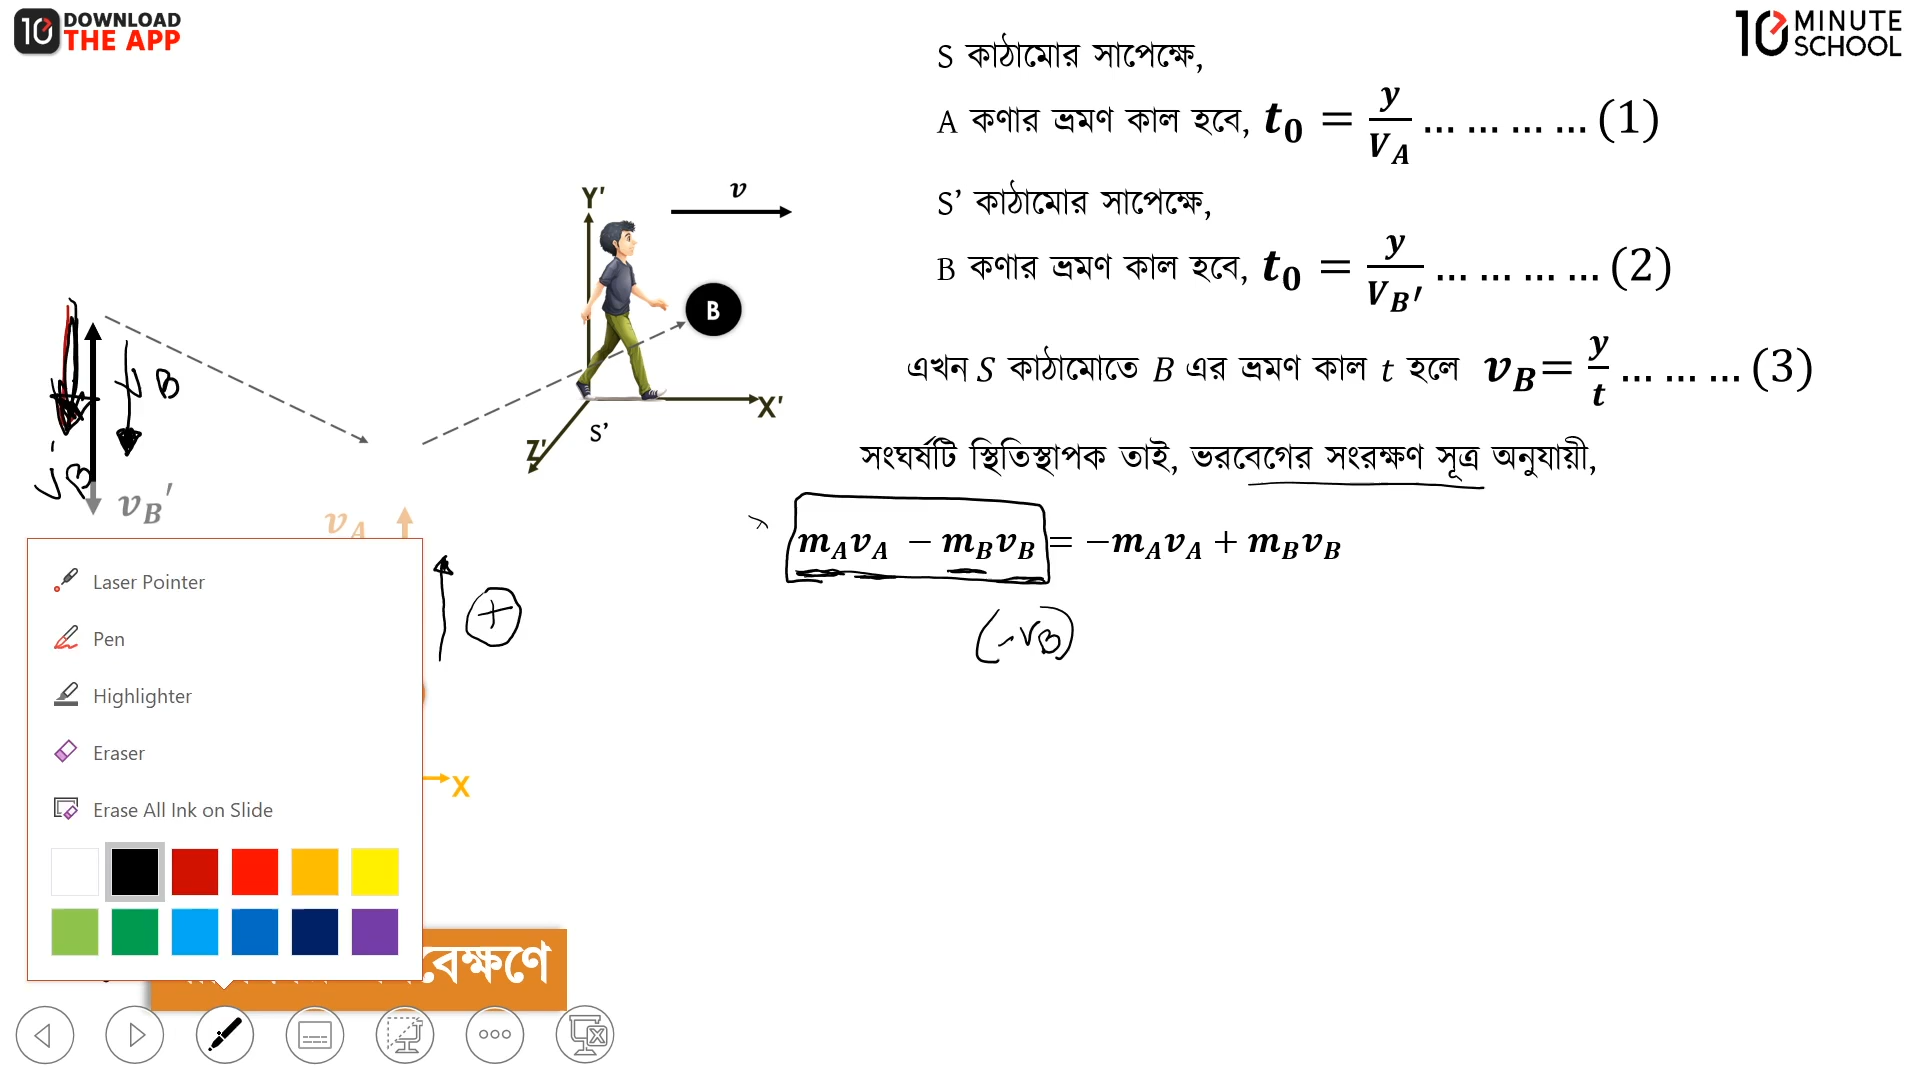 10 DOWNLOAD THE APP
10 MINUTE SCHOOL
S কাঠামোর সাপেক্ষে,
A কণার ভ্রমণ কাল হবে, t₀ = y/V_A … … … … (1)
S’ কাঠামোর সাপেক্ষে,
B কণার ভ্রমণ কাল হবে, t₀ = y/V_B′ … … … … (2)
এখন S কাঠামোতে B এর ভ্রমণ কাল t হলে v_B= y/t … … … (3)
সংঘর্ষটি স্থিতিস্থাপক তাই, ভরবেগের সংরক্ষণ সূত্র অনুযায়ী,
m_A v_A − m_B v_B = −m_A v_A + m_B v_B
(-v_B)
Y′
v
B
X′
Z′
S’
V B
V′ B
v_B′
v_A
+
X
Laser Pointer
Pen
Highlighter
Eraser
Erase All Ink on Slide
বেক্ষণে